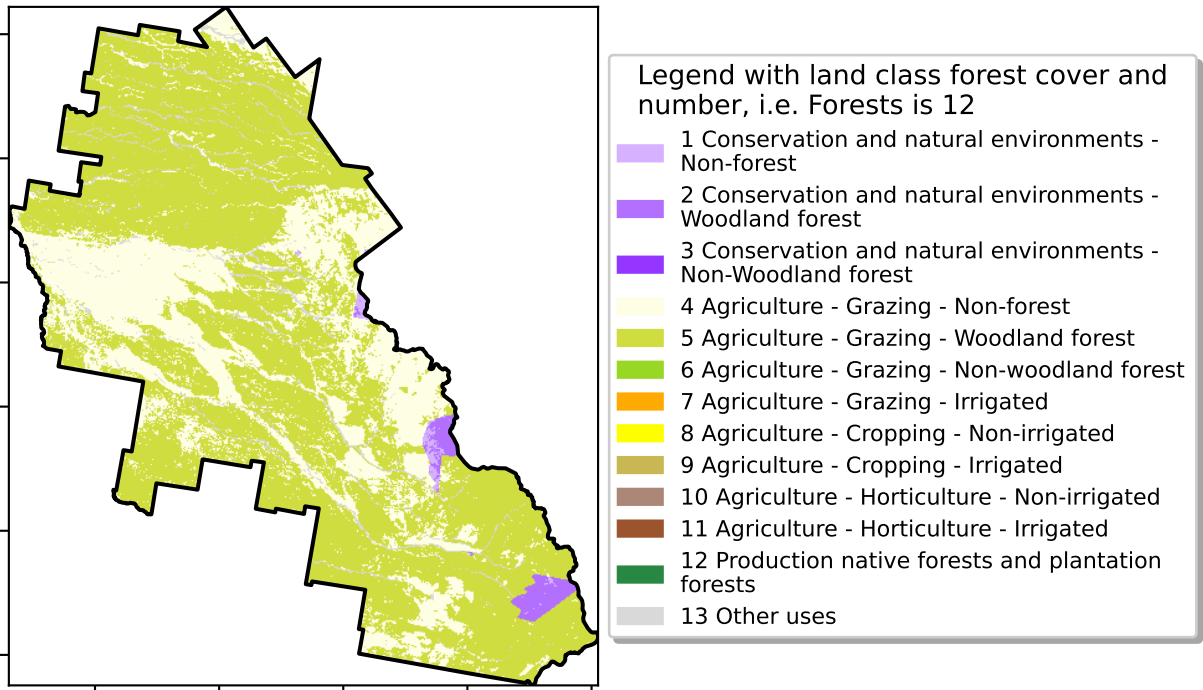 Legend with land class forest cover and
number, i.e. Forests is 12
1 Conservation and natural environments -
Non-forest
2 Conservation and natural environments -
Woodland forest
3 Conservation and natural environments -
Non-Woodland forest
4 Agriculture - Grazing - Non-forest
5 Agriculture - Grazing - Woodland forest
6 Agriculture - Grazing - Non-woodland forest
7 Agriculture - Grazing - Irrigated
8 Agriculture - Cropping - Non-irrigated
9 Agriculture - Cropping - Irrigated
10 Agriculture - Horticulture - Non-irrigated
11 Agriculture - Horticulture - Irrigated
12 Production native forests and plantation
forests
13 Other uses